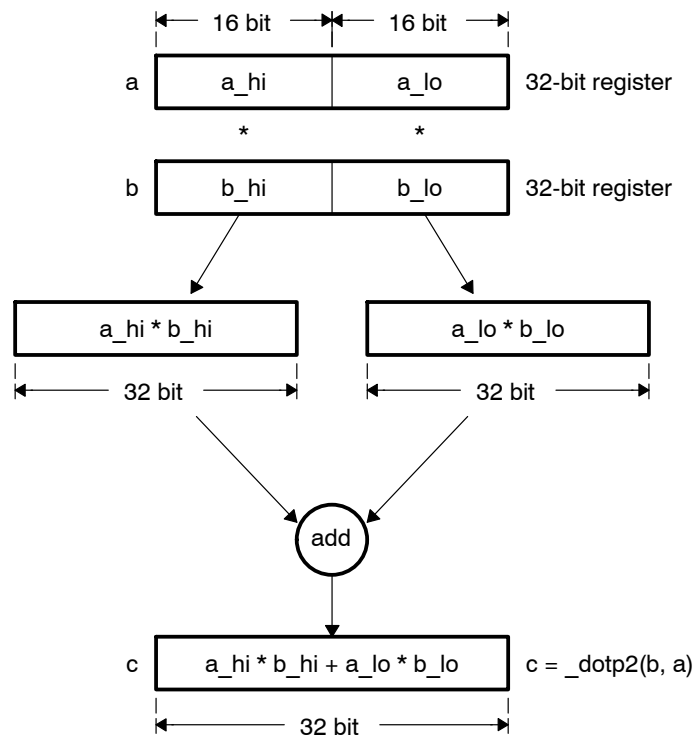 16 bit 16 bit
a a_hi a_lo 32-bit register
* *
b b_hi b_lo 32-bit register
a_hi * b_hi a_lo * b_lo
32 bit 32 bit
add
c a_hi * b_hi + a_lo * b_lo c = _dotp2(b, a)
32 bit